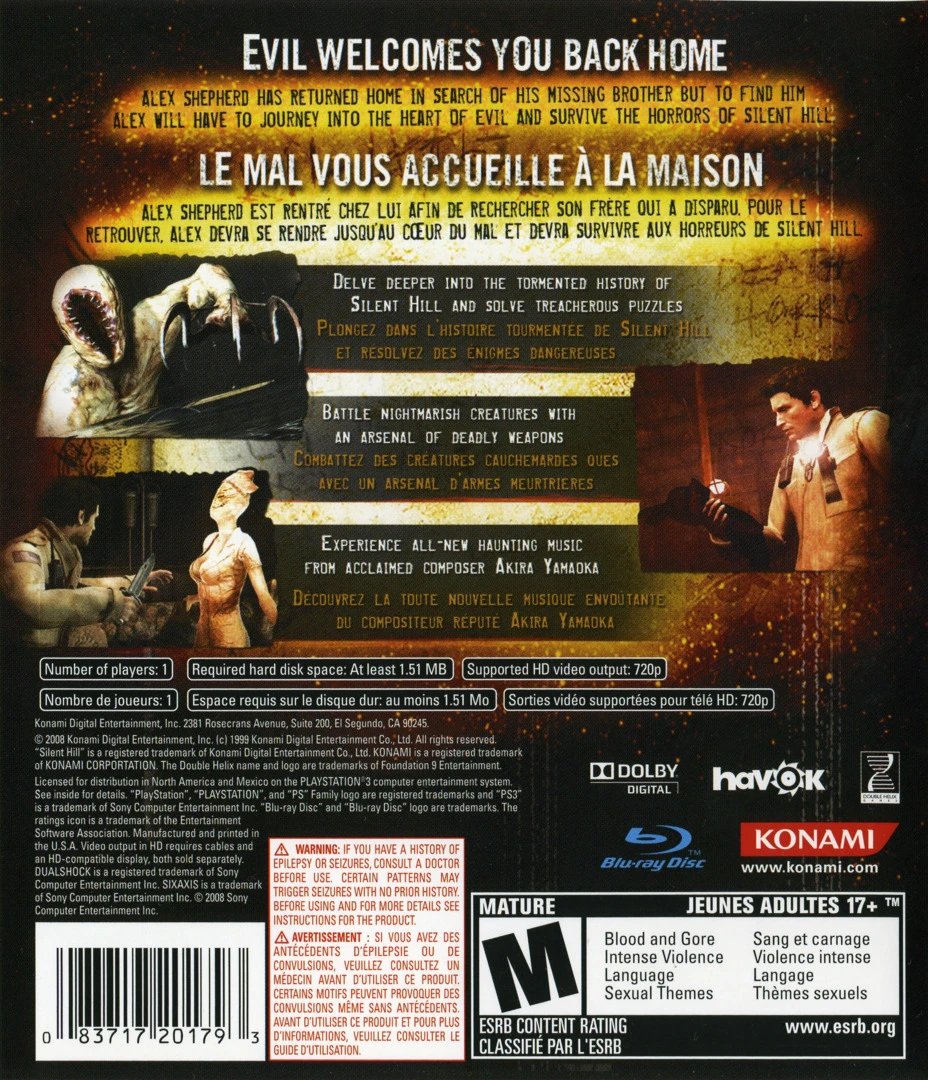 EVIL WELCOMES YOU BACK HOME
ALEX SHEPHERD HAS RETURNED HOME IN SEARCH OF HIS MISSING BROTHER BUT TO FIND HIM
ALEX WILL HAVE TO JOURNEY INTO THE HEART OF EVIL AND SURVIVE THE HORRORS OF SILENT HILL.
LE MAL VOUS ACCUEILLE À LA MAISON
ALEX SHEPHERD EST RENTRÉ CHEZ LUI AFIN DE RECHERCHER SON FRÈRE QUI A DISPARU. POUR LE
RETROUVER, ALEX DEVRA SE RENDRE JUSQU'AU CŒUR DU MAL ET DEVRA SURVIVRE AUX HORREURS DE SILENT HILL.
DELVE DEEPER INTO THE TORMENTED HISTORY OF
SILENT HILL AND SOLVE TREACHEROUS PUZZLES
PLONGEZ DANS L'HISTOIRE TOURMENTÉE DE SILENT HILL
ET RÉSOLVEZ DES ÉNIGMES DANGEREUSES
BATTLE NIGHTMARISH CREATURES WITH
AN ARSENAL OF DEADLY WEAPONS
COMBATTEZ DES CRÉATURES CAUCHEMARDES QUES
AVEC UN ARSENAL D'ARMES MEURTRIÈRES
EXPERIENCE ALL-NEW HAUNTING MUSIC
FROM ACCLAIMED COMPOSER AKIRA YAMAOKA
DÉCOUVREZ LA TOUTE NOUVELLE MUSIQUE ENVOÛTANTE
DU COMPOSITEUR RÉPUTÉ AKIRA YAMAOKA
Number of players: 1
Required hard disk space: At least 1.51 MB
Supported HD video output: 720p
Nombre de joueurs: 1
Espace requis sur le disque dur: au moins 1.51 Mo
Sorties vidéo supportées pour télé HD: 720p
Konami Digital Entertainment, Inc. 2381 Rosecrans Avenue, Suite 200, El Segundo, CA 90245.
© 2008 Konami Digital Entertainment, Inc. (c) 1999 Konami Digital Entertainment Co., Ltd. All rights reserved.
"Silent Hill" is a registered trademark of Konami Digital Entertainment Co., Ltd. KONAMI is a registered trademark
of KONAMI CORPORATION. The Double Helix name and logo are trademarks of Foundation 9 Entertainment.
Licensed for distribution in North America and Mexico on the PLAYSTATION®3 computer entertainment system.
See inside for details. "PlayStation", "PLAYSTATION", and "PS" Family logo are registered trademarks and "PS3"
is a trademark of Sony Computer Entertainment Inc. "Blu-ray Disc" and "Blu-ray Disc" logo are trademarks. The
ratings icon is a trademark of the Entertainment
Software Association. Manufactured and printed in
the U.S.A. Video output in HD requires cables and
an HD-compatible display, both sold separately.
DUALSHOCK is a registered trademark of Sony
Computer Entertainment Inc. SIXAXIS is a trademark
of Sony Computer Entertainment Inc. © 2008 Sony
Computer Entertainment Inc.
DOLBY
DIGITAL
havok
DOUBLE HELIX
GAMES
Blu-ray Disc™
KONAMI
www.konami.com
WARNING: IF YOU HAVE A HISTORY OF
EPILEPSY OR SEIZURES, CONSULT A DOCTOR
BEFORE USE. CERTAIN PATTERNS MAY
TRIGGER SEIZURES WITH NO PRIOR HISTORY.
BEFORE USING AND FOR MORE DETAILS SEE
INSTRUCTIONS FOR THE PRODUCT.
AVERTISSEMENT : SI VOUS AVEZ DES
ANTÉCÉDENTS D'ÉPILEPSIE OU DE
CONVULSIONS, VEUILLEZ CONSULTEZ UN
MÉDECIN AVANT D'UTILISER CE PRODUIT.
CERTAINS MOTIFS PEUVENT PROVOQUER DES
CONVULSIONS MÊME SANS ANTÉCÉDENTS.
AVANT D'UTILISER CE PRODUIT ET POUR PLUS
D'INFORMATIONS, VEUILLEZ CONSULTER LE
GUIDE D'UTILISATION.
MATURE JEUNES ADULTES 17+ ™
M
Blood and Gore
Intense Violence
Language
Sexual Themes
Sang et carnage
Violence intense
Langage
Thèmes sexuels
ESRB CONTENT RATING www.esrb.org
CLASSIFIÉ PAR L'ESRB
0 83717 20179 3